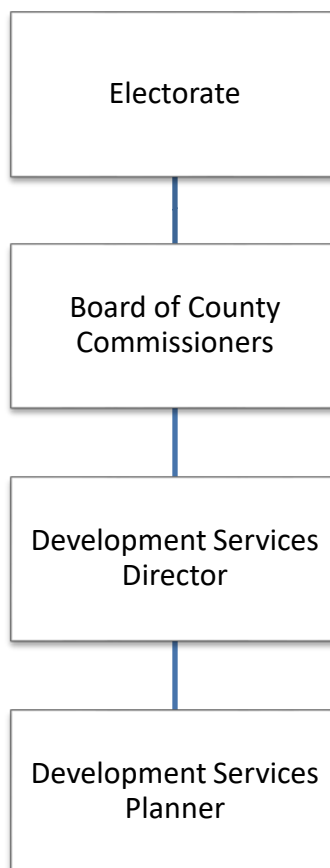 Electorate
Board of County
Commissioners
Development Services
Director
Development Services
Planner